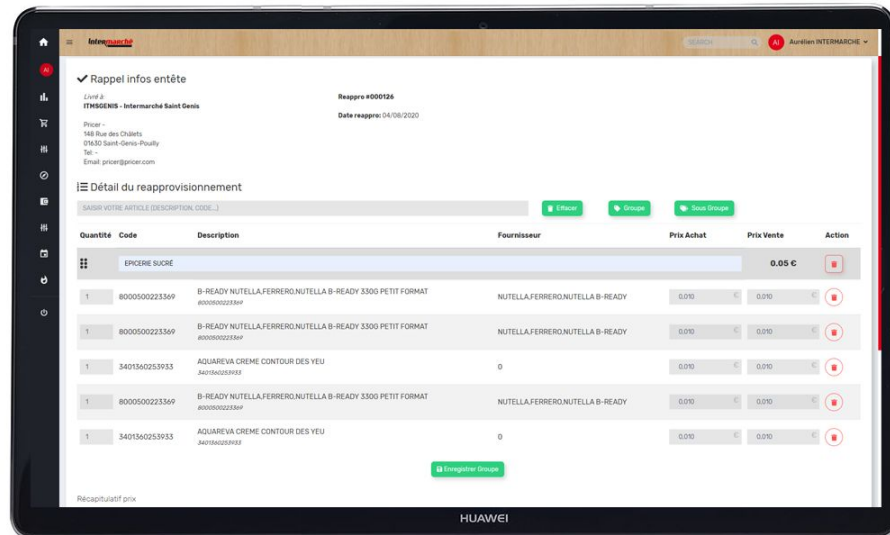 Intermarché
SEARCH
AI
Aurélien INTERMARCHE
AI
Rappel infos entête
Livré à
ITMSGENIS - Intermarché Saint Genis
Reappro #000126
Date reappro: 04/08/2020
Pricer -
148 Rue des Châlets
01630 Saint-Genis-Pouilly
Tel: -
Email: pricer@pricer.com
Détail du reapprovisionnement
SAISIR VOTRE ARTICLE (DESCRIPTION, CODE...)
Effacer
Groupe
Sous Groupe
Quantité Code Description Fournisseur Prix Achat Prix Vente Action
EPICERIE SUCRÉ 0.05 €
1 8000500223369 B-READY NUTELLA,FERRERO,NUTELLA B-READY 330G PETIT FORMAT NUTELLA,FERRERO,NUTELLA B-READY 0,010 € 0,010 €
8000500223369
1 8000500223369 B-READY NUTELLA,FERRERO,NUTELLA B-READY 330G PETIT FORMAT NUTELLA,FERRERO,NUTELLA B-READY 0,010 € 0,010 €
8000500223369
1 3401360253933 AQUAREVA CREME CONTOUR DES YEU 0 0,010 € 0,010 €
3401360253933
1 8000500223369 B-READY NUTELLA,FERRERO,NUTELLA B-READY 330G PETIT FORMAT NUTELLA,FERRERO,NUTELLA B-READY 0,010 € 0,010 €
8000500223369
1 3401360253933 AQUAREVA CREME CONTOUR DES YEU 0 0,010 € 0,010 €
3401360253933
Enregistrer Groupe
Récapitulatif prix
HUAWEI